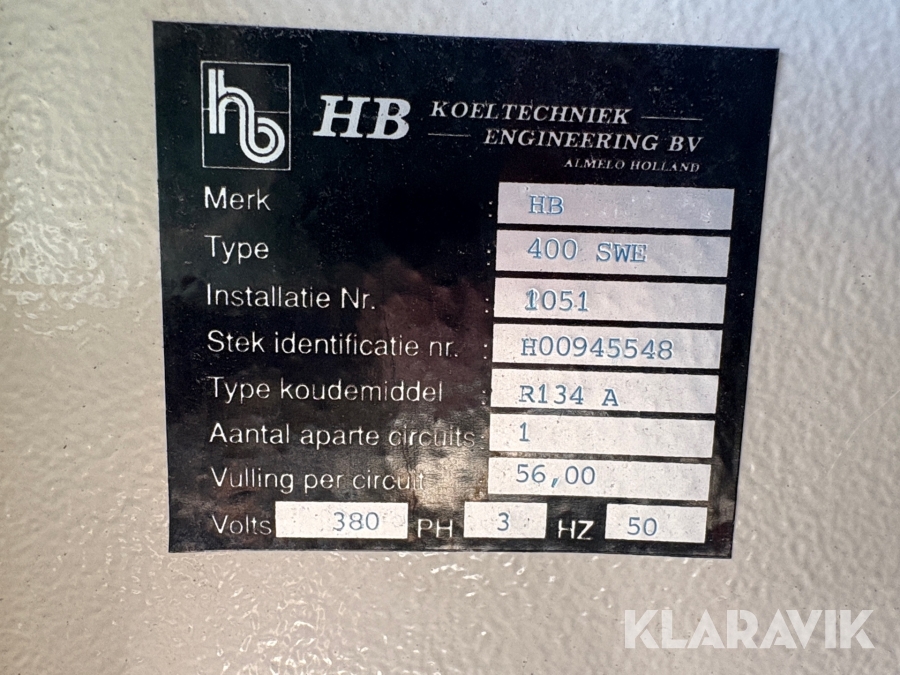 hb
HB KOELTECHNIEK
ENGINEERING BV
ALMELO HOLLAND
Merk : HB
Type : 400 SWE
Installatie Nr. : 1051
Stek identificatie nr. : H00945548
Type koudemiddel : R134 A
Aantal aparte circuits : 1
Vulling per circuit 56,00
Volts 380 PH 3 HZ 50
KLARAVIK